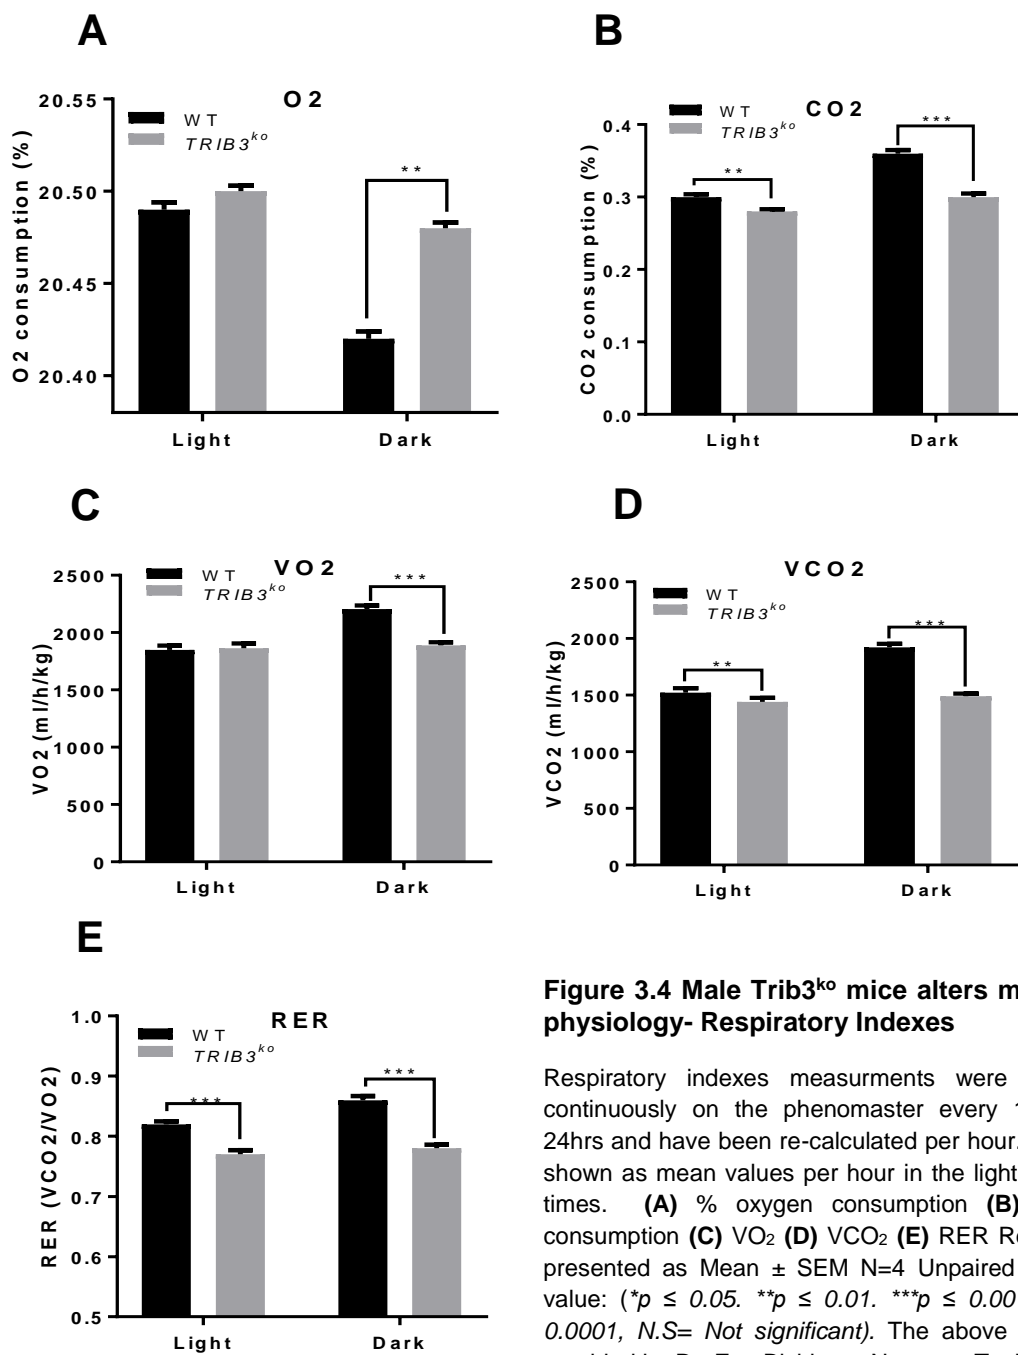 A
O2
WT
TRIB3ko
20.55
20.50
20.45
20.40
O2 consumption (%)
**
Light
Dark
B
CO2
WT
TRIB3ko
0.4
0.3
0.2
0.1
0.0
CO2 consumption (%)
**
***
Light
Dark
C
VO2
WT
TRIB3ko
2500
2000
1500
1000
500
0
VO2 (ml/h/kg)
***
Light
Dark
D
VCO2
WT
TRIB3ko
2500
2000
1500
1000
500
0
VCO2 (ml/h/kg)
**
***
Light
Dark
E
RER
WT
TRIB3ko
1.0
0.9
0.8
0.7
0.6
0.5
RER (VCO2/VO2)
***
***
Light
Dark
Figure 3.4 Male Trib3ko mice alters m
physiology- Respiratory Indexes
Respiratory indexes measurments were
continuously on the phenomaster every 1
24hrs and have been re-calculated per hour.
shown as mean values per hour in the light
times. (A) % oxygen consumption (B)
consumption (C) VO2 (D) VCO2 (E) RER Re
presented as Mean ± SEM N=4 Unpaired
value: (*p ≤ 0.05. **p ≤ 0.01. ***p ≤ 0.00
0.0001, N.S= Not significant). The above